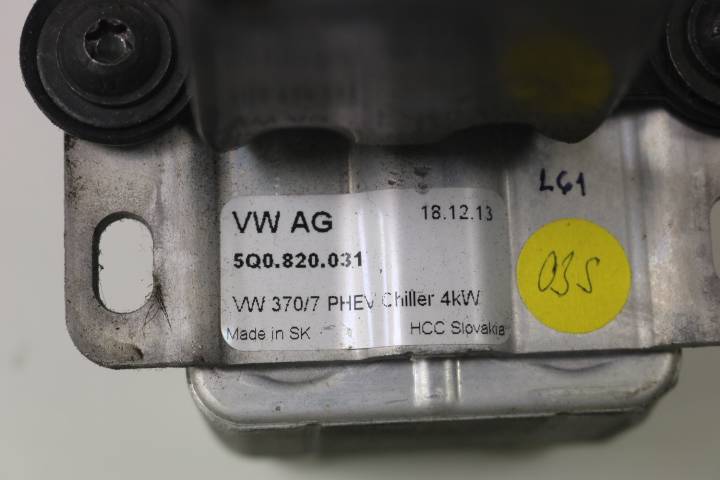 VW AG 18.12.13
5Q0.820.031
VW 370/7 PHEV Chiller 4kW
Made in SK HCC Slovakia
L61
03S